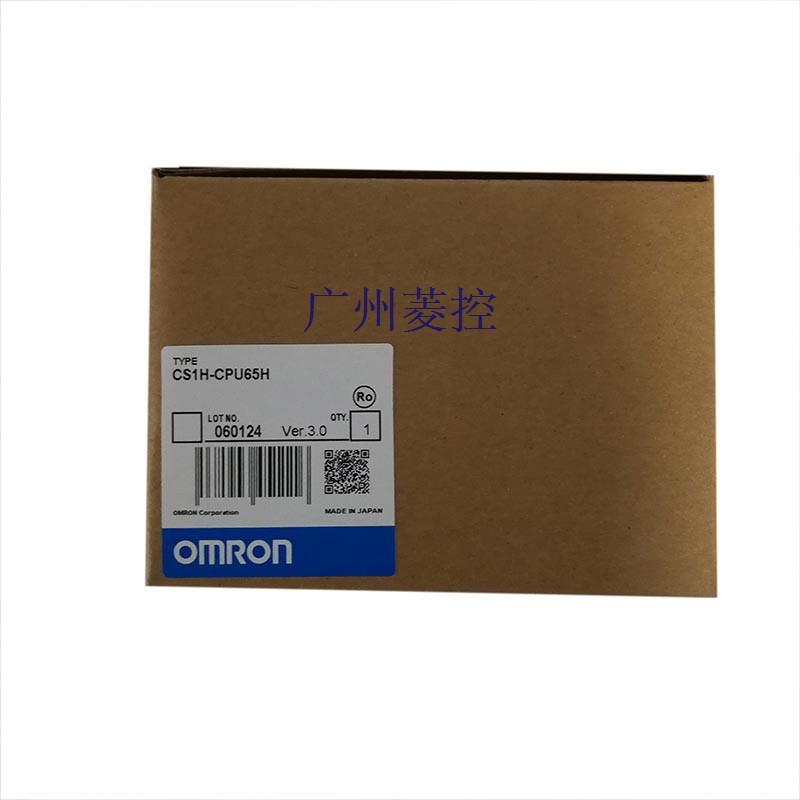 广州菱控
TYPE
CS1H-CPU65H
Ro
LOT NO.
QTY.
060124 Ver.3.0 1
OMRON Corporation
MADE IN JAPAN
OMRON